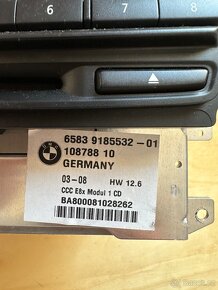 6 7 8
6583 9185532-01
108788 10
GERMANY
03-08 HW 12.6
CCC E8x Modul 1 CD
BA800081028262